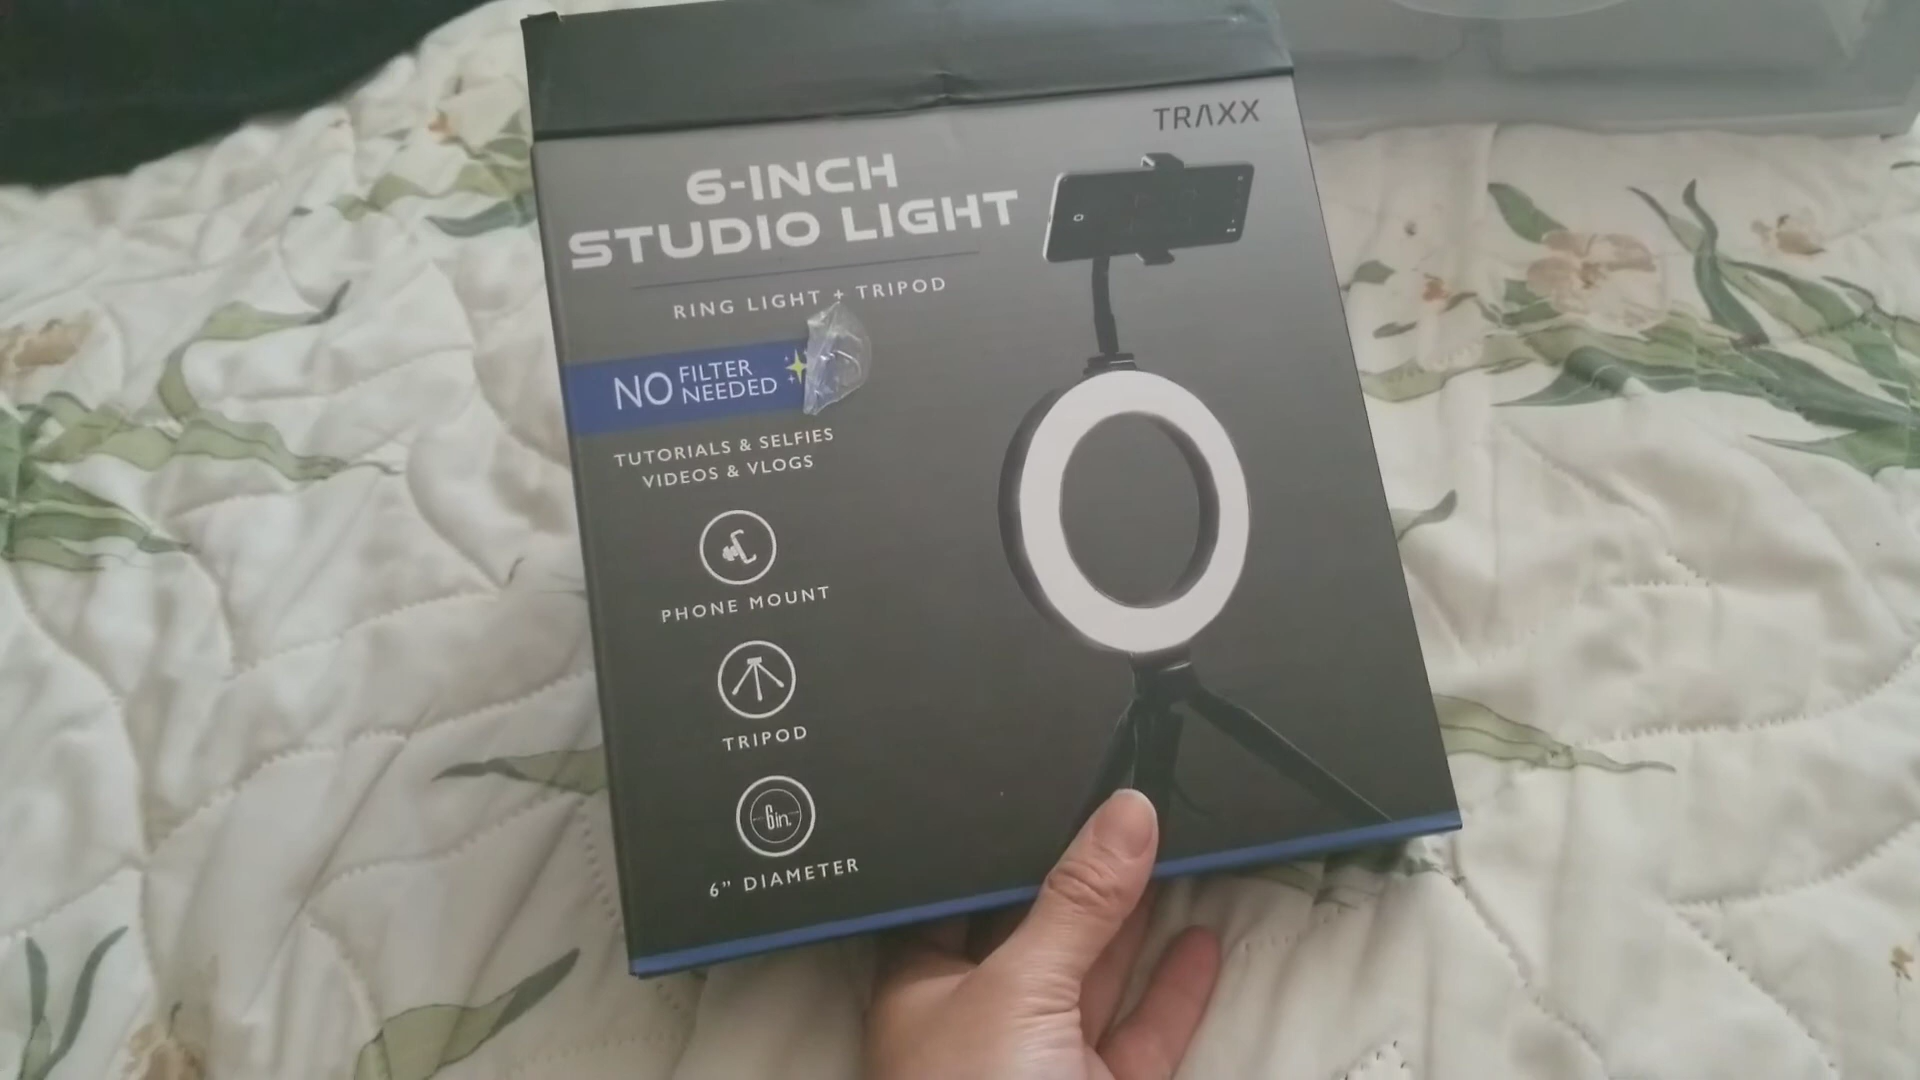 TRAXX
6-INCH
STUDIO LIGHT
RING LIGHT + TRIPOD
NO FILTER
NEEDED
TUTORIALS & SELFIES
VIDEOS & VLOGS
PHONE MOUNT
TRIPOD
6in.
6" DIAMETER